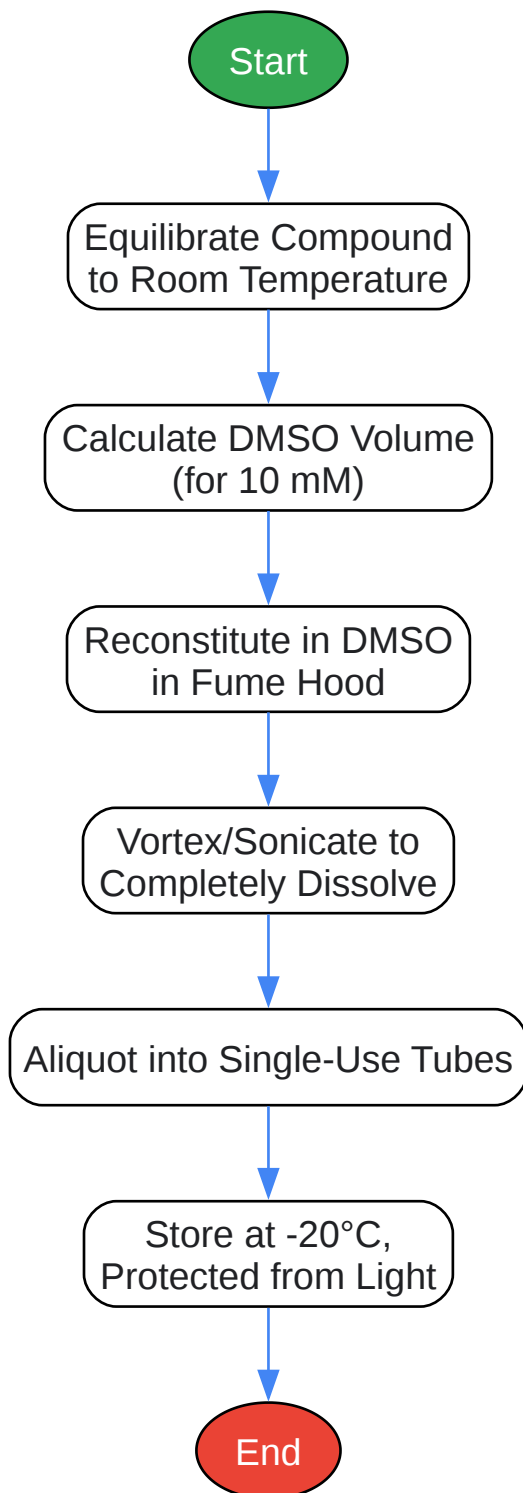 Start
Equilibrate Compound
to Room Temperature
Calculate DMSO Volume
(for 10 mM)
Reconstitute in DMSO
in Fume Hood
Vortex/Sonicate to
Completely Dissolve
Aliquot into Single-Use Tubes
Store at -20°C,
Protected from Light
End